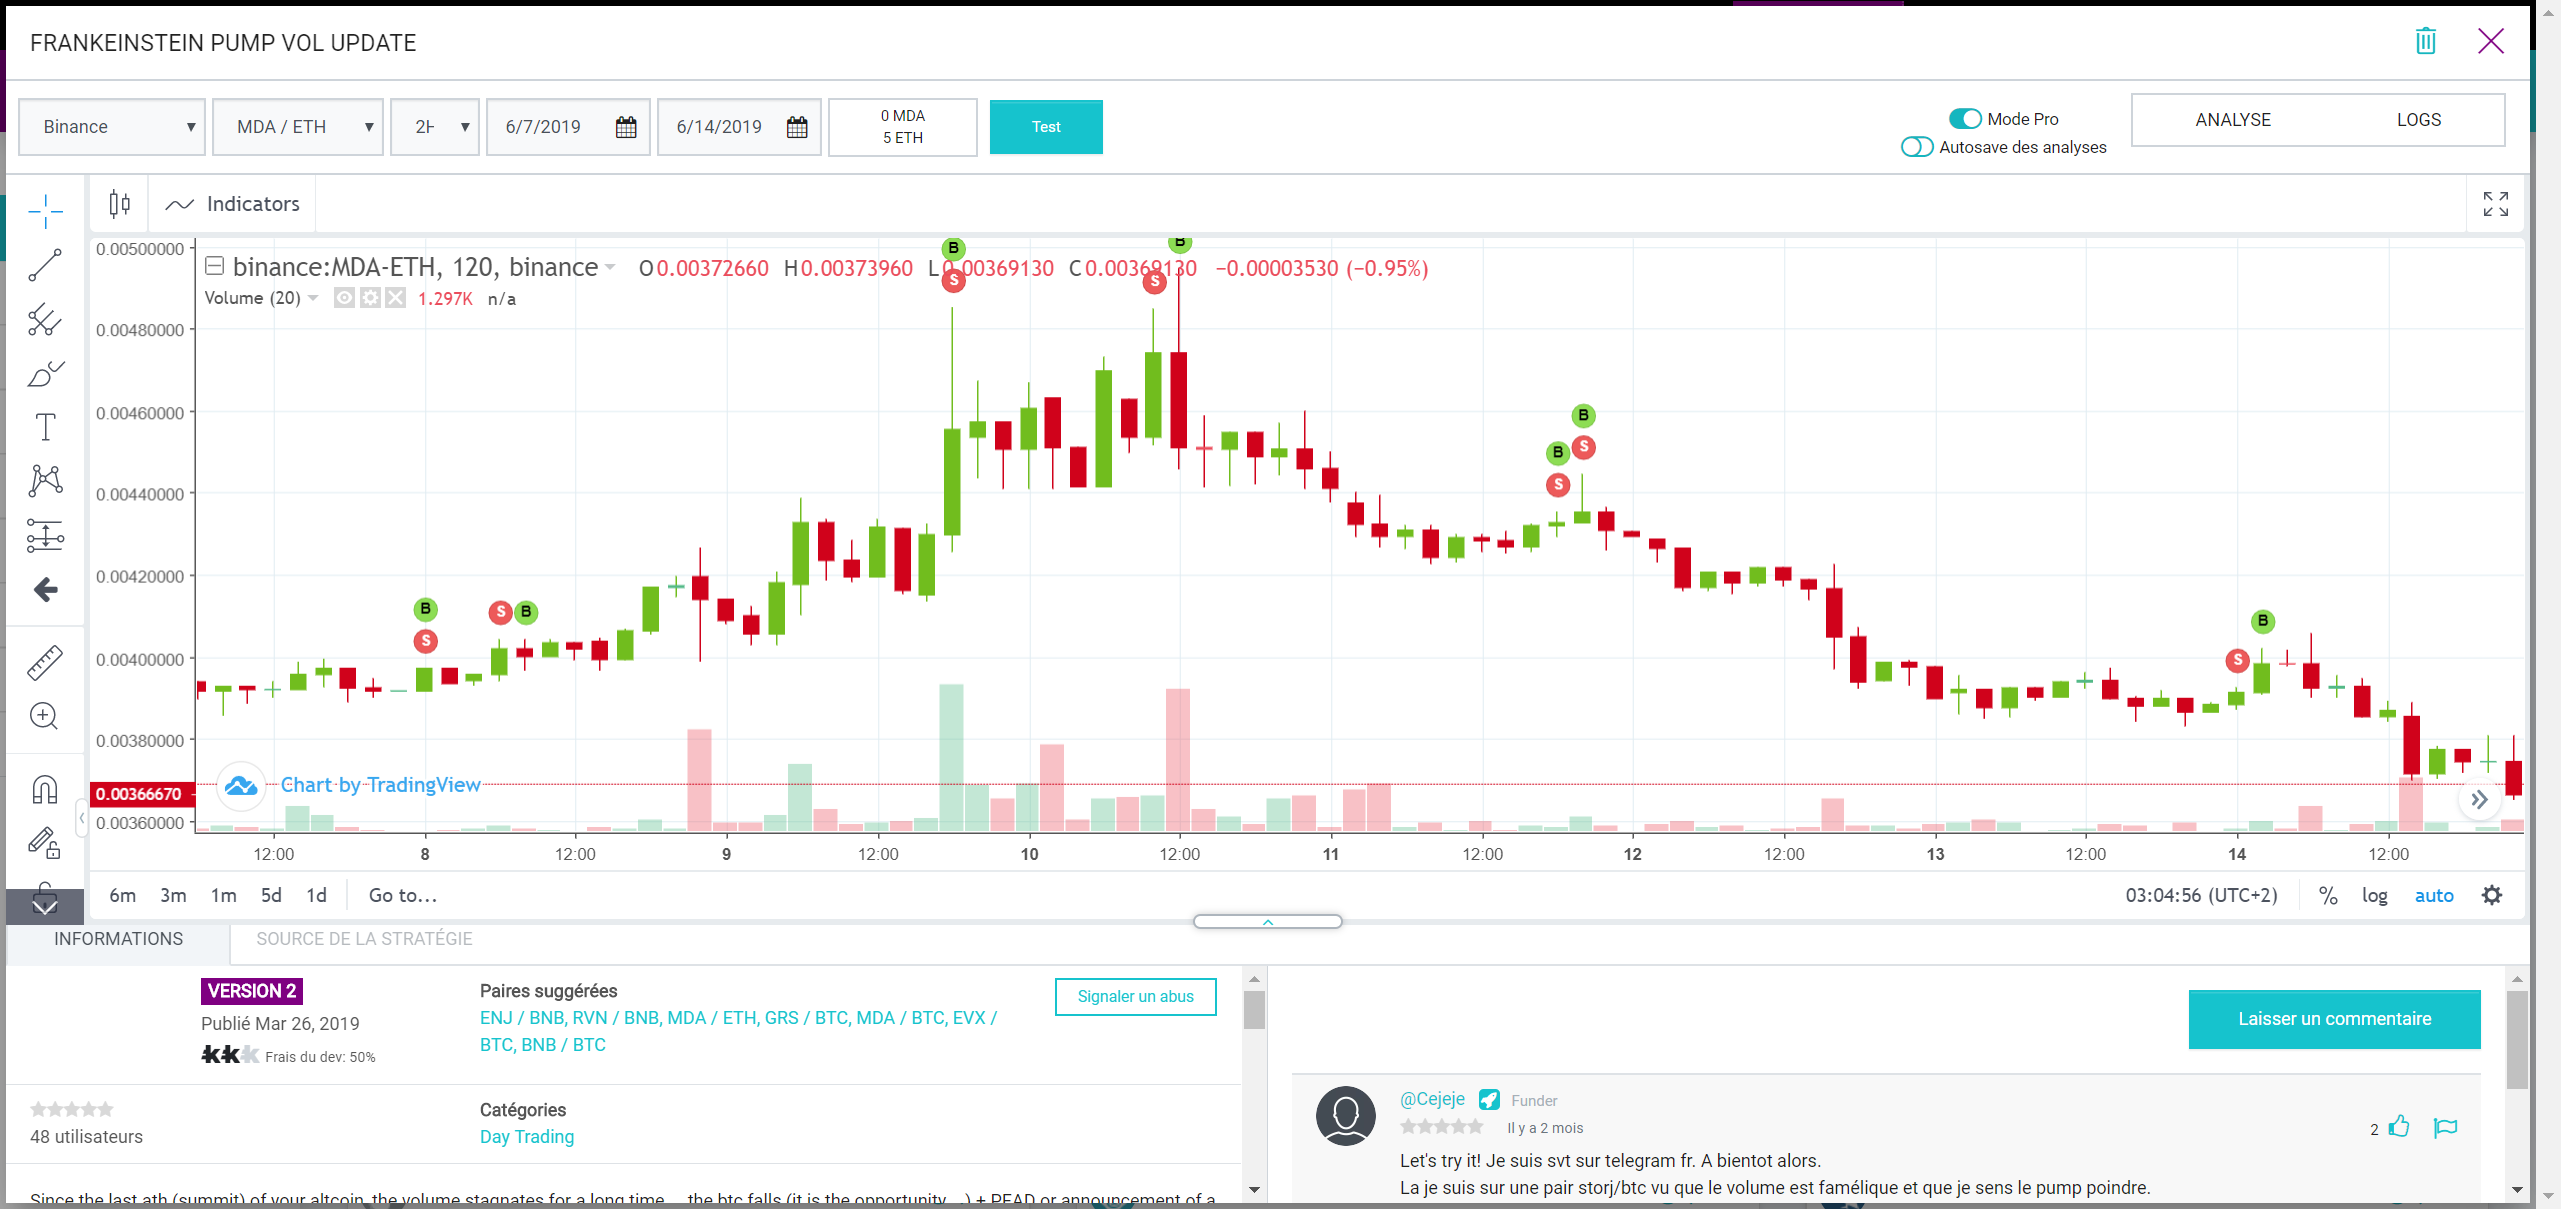 FRANKEINSTEIN PUMP VOL UPDATE
Binance
MDA / ETH
2H
6/7/2019
6/14/2019
0 MDA
5 ETH
Test
Mode Pro
Autosave des analyses
ANALYSE
LOGS
Indicators
binance:MDA-ETH, 120, binance O0.00372660 H0.00373960 L0.00369130 C0.00369130 −0.00003530 (−0.95%)
Volume (20) 1.297K n/a
0.00500000
0.00480000
0.00460000
0.00440000
0.00420000
0.00400000
0.00380000
0.00366670
0.00360000
B
S
S
B
B
S
S
B
B
S
B
S
S
B
Chart by TradingView
12:00 8 12:00 9 12:00 10 12:00 11 12:00 12 12:00 13 12:00 14 12:00
6m 3m 1m 5d 1d Go to...
03:04:56 (UTC+2) % log auto
INFORMATIONS
SOURCE DE LA STRATÉGIE
VERSION 2
Publié Mar 26, 2019
Frais du dev: 50%
Paires suggérées
ENJ / BNB, RVN / BNB, MDA / ETH, GRS / BTC, MDA / BTC, EVX /
BTC, BNB / BTC
Signaler un abus
48 utilisateurs
Catégories
Day Trading
Since the last ath (summit) of your altcoin, the volume stagnates for a long time ... the btc falls (it is the opportunity ...) + PEAD or announcement of a
Laisser un commentaire
@Cejeje
Funder
Il y a 2 mois
2
Let's try it! Je suis svt sur telegram fr. A bientot alors.
La je suis sur une pair storj/btc vu que le volume est famélique et que je sens le pump poindre.